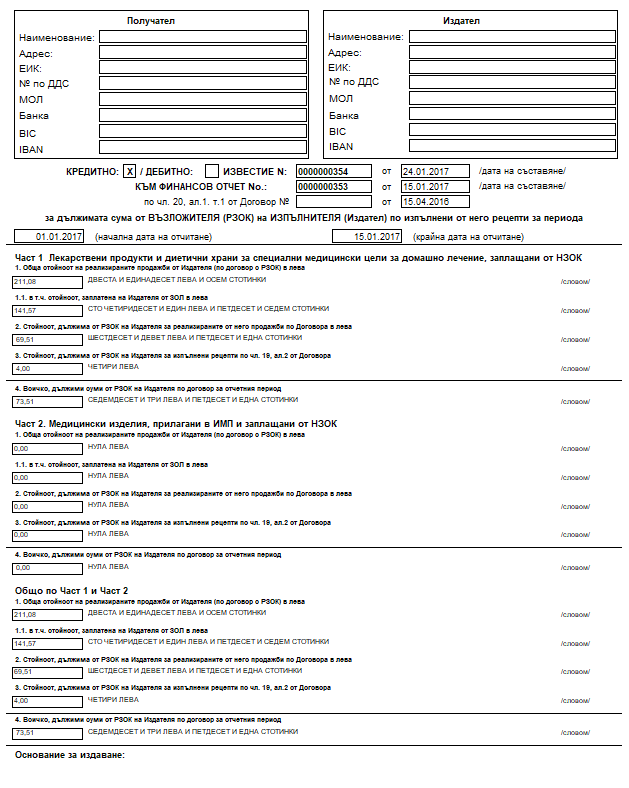 Получател Издател
Наименование: Наименование:
Адрес: Адрес:
ЕИК: ЕИК:
№ по ДДС № по ДДС
МОЛ МОЛ
Банка Банка
BIC BIC
IBAN IBAN
КРЕДИТНО: X / ДЕБИТНО: ИЗВЕСТИЕ N: 0000000354 от 24.01.2017 /дата на съставяне/
КЪМ ФИНАНСОВ ОТЧЕТ No.: 0000000353 от 15.01.2017 /дата на съставяне/
по чл. 20, ал.1. т.1 от Договор № от 15.04.2016
за дължимата сума от ВЪЗЛОЖИТЕЛЯ (РЗОК) на ИЗПЪЛНИТЕЛЯ (Издател) по изпълнени от него рецепти за периода
01.01.2017 (начална дата на отчитане) 15.01.2017 (крайна дата на отчитане)
Част 1 Лекарствени продукти и диетични храни за специални медицински цели за домашно лечение, заплащани от НЗОК
1. Обща стойност на реализираните продажби от Издателя (по договор с РЗОК) в лева
211,08 ДВЕСТА И ЕДИНАДЕСЕТ ЛЕВА И ОСЕМ СТОТИНКИ /словом/
1.1. в т.ч. стойност, заплатена на Издателя от ЗОЛ в лева
141,57 СТО ЧЕТИРИДЕСЕТ И ЕДИН ЛЕВА И ПЕТДЕСЕТ И СЕДЕМ СТОТИНКИ /словом/
2. Стойност, дължима от РЗОК на Издателя за реализираните от него продажби по Договора в лева
69,51 ШЕСТДЕСЕТ И ДЕВЕТ ЛЕВА И ПЕТДЕСЕТ И ЕДНА СТОТИНКИ /словом/
3. Стойност, дължима от РЗОК на Издателя за изпълнени рецепти по чл. 19, ал.2 от Договора
4,00 ЧЕТИРИ ЛЕВА /словом/
4. Всичко, дължими суми от РЗОК на Издателя по договор за отчетния период
73,51 СЕДЕМДЕСЕТ И ТРИ ЛЕВА И ПЕТДЕСЕТ И ЕДНА СТОТИНКИ /словом/
Част 2. Медицински изделия, прилагани в ИМП и заплащани от НЗОК
1. Обща стойност на реализираните продажби от Издателя (по договор с РЗОК) в лева
0,00 НУЛА ЛЕВА /словом/
1.1. в т.ч. стойност, заплатена на Издателя от ЗОЛ в лева
0,00 НУЛА ЛЕВА /словом/
2. Стойност, дължима от РЗОК на Издателя за реализираните от него продажби по Договора в лева
0,00 НУЛА ЛЕВА /словом/
3. Стойност, дължима от РЗОК на Издателя за изпълнени рецепти по чл. 19, ал.2 от Договора
0,00 НУЛА ЛЕВА /словом/
4. Всичко, дължими суми от РЗОК на Издателя по договор за отчетния период
0,00 НУЛА ЛЕВА /словом/
Общо по Част 1 и Част 2
1. Обща стойност на реализираните продажби от Издателя (по договор с РЗОК) в лева
211,08 ДВЕСТА И ЕДИНАДЕСЕТ ЛЕВА И ОСЕМ СТОТИНКИ /словом/
1.1. в т.ч. стойност, заплатена на Издателя от ЗОЛ в лева
141,57 СТО ЧЕТИРИДЕСЕТ И ЕДИН ЛЕВА И ПЕТДЕСЕТ И СЕДЕМ СТОТИНКИ /словом/
2. Стойност, дължима от РЗОК на Издателя за реализираните от него продажби по Договора в лева
69,51 ШЕСТДЕСЕТ И ДЕВЕТ ЛЕВА И ПЕТДЕСЕТ И ЕДНА СТОТИНКИ /словом/
3. Стойност, дължима от РЗОК на Издателя за изпълнени рецепти по чл. 19, ал.2 от Договора
4,00 ЧЕТИРИ ЛЕВА /словом/
4. Всичко, дължими суми от РЗОК на Издателя по договор за отчетния период
73,51 СЕДЕМДЕСЕТ И ТРИ ЛЕВА И ПЕТДЕСЕТ И ЕДНА СТОТИНКИ /словом/
Основание за издаване: